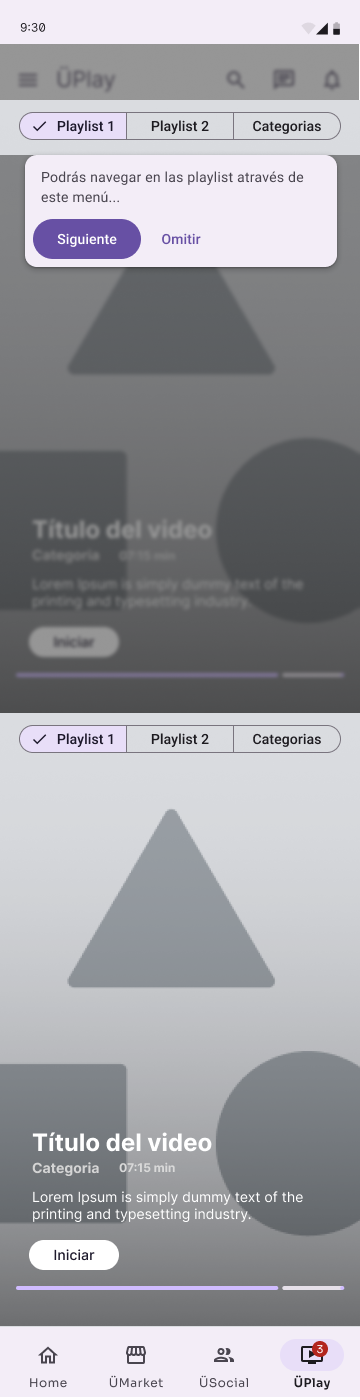 9:30
ÜPlay
Playlist 1 Playlist 2 Categorias
Podrás navegar en las playlist através de
este menú...
Siguiente Omitir
Título del video
Categoria 07:15 min
Lorem Ipsum is simply dummy text of the
printing and typesetting industry.
Iniciar
Playlist 1 Playlist 2 Categorias
Título del video
Categoria 07:15 min
Lorem Ipsum is simply dummy text of the
printing and typesetting industry.
Iniciar
3
Home ÜMarket ÜSocial ÜPlay